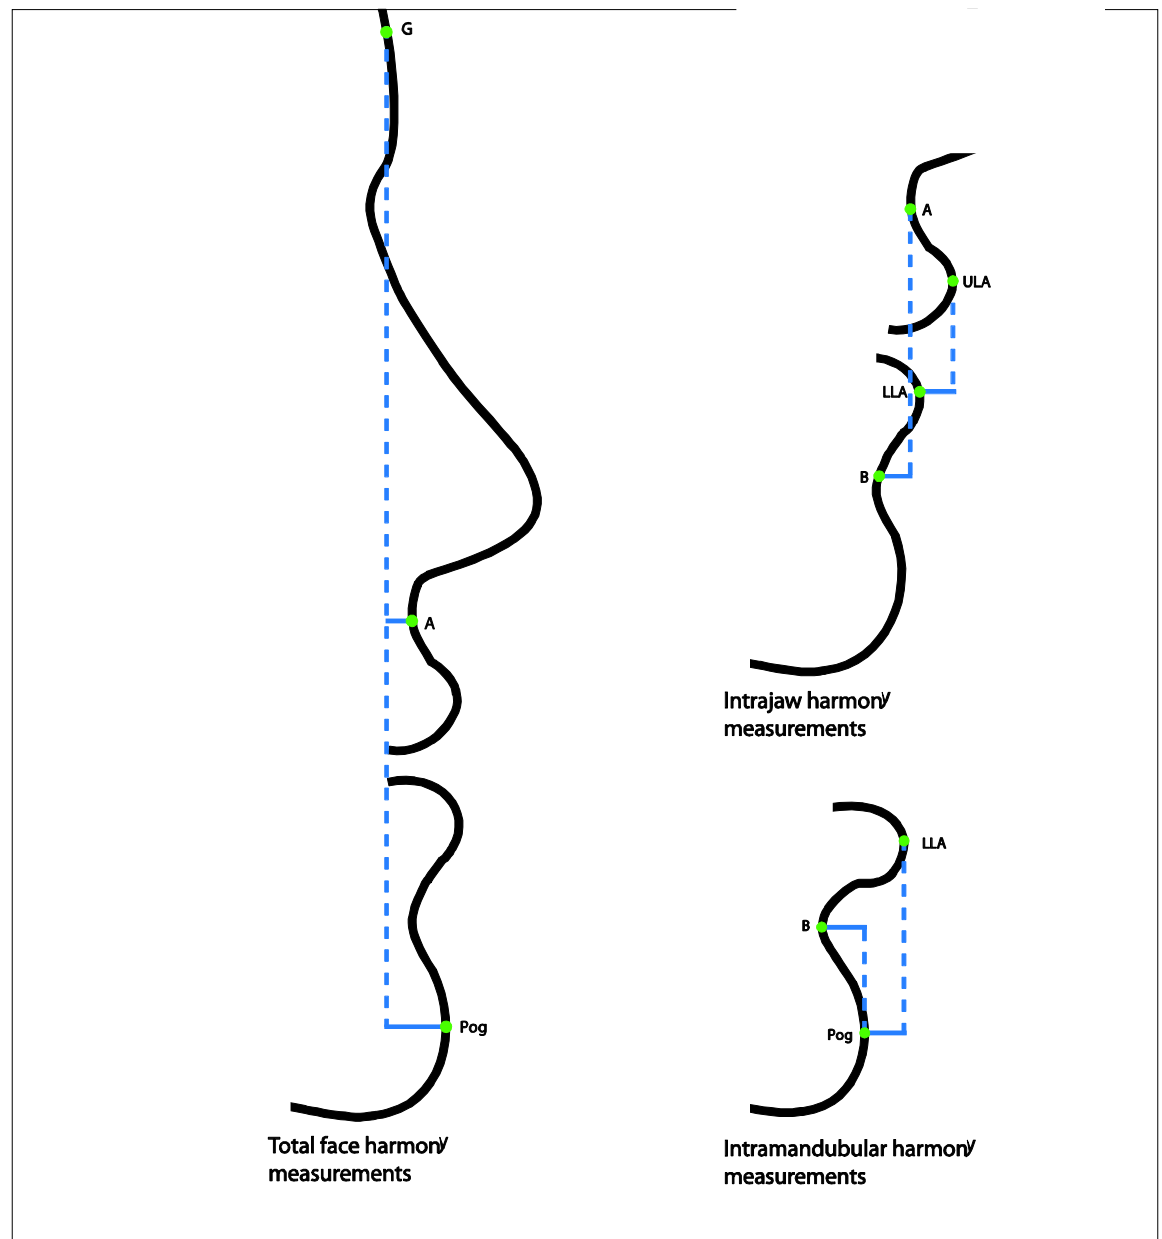 G
A
Pog
Total face harmony
measurements
A
ULA
LLA
B
Intrajaw harmony
measurements
LLA
B
Pog
Intramandubular harmony
measurements